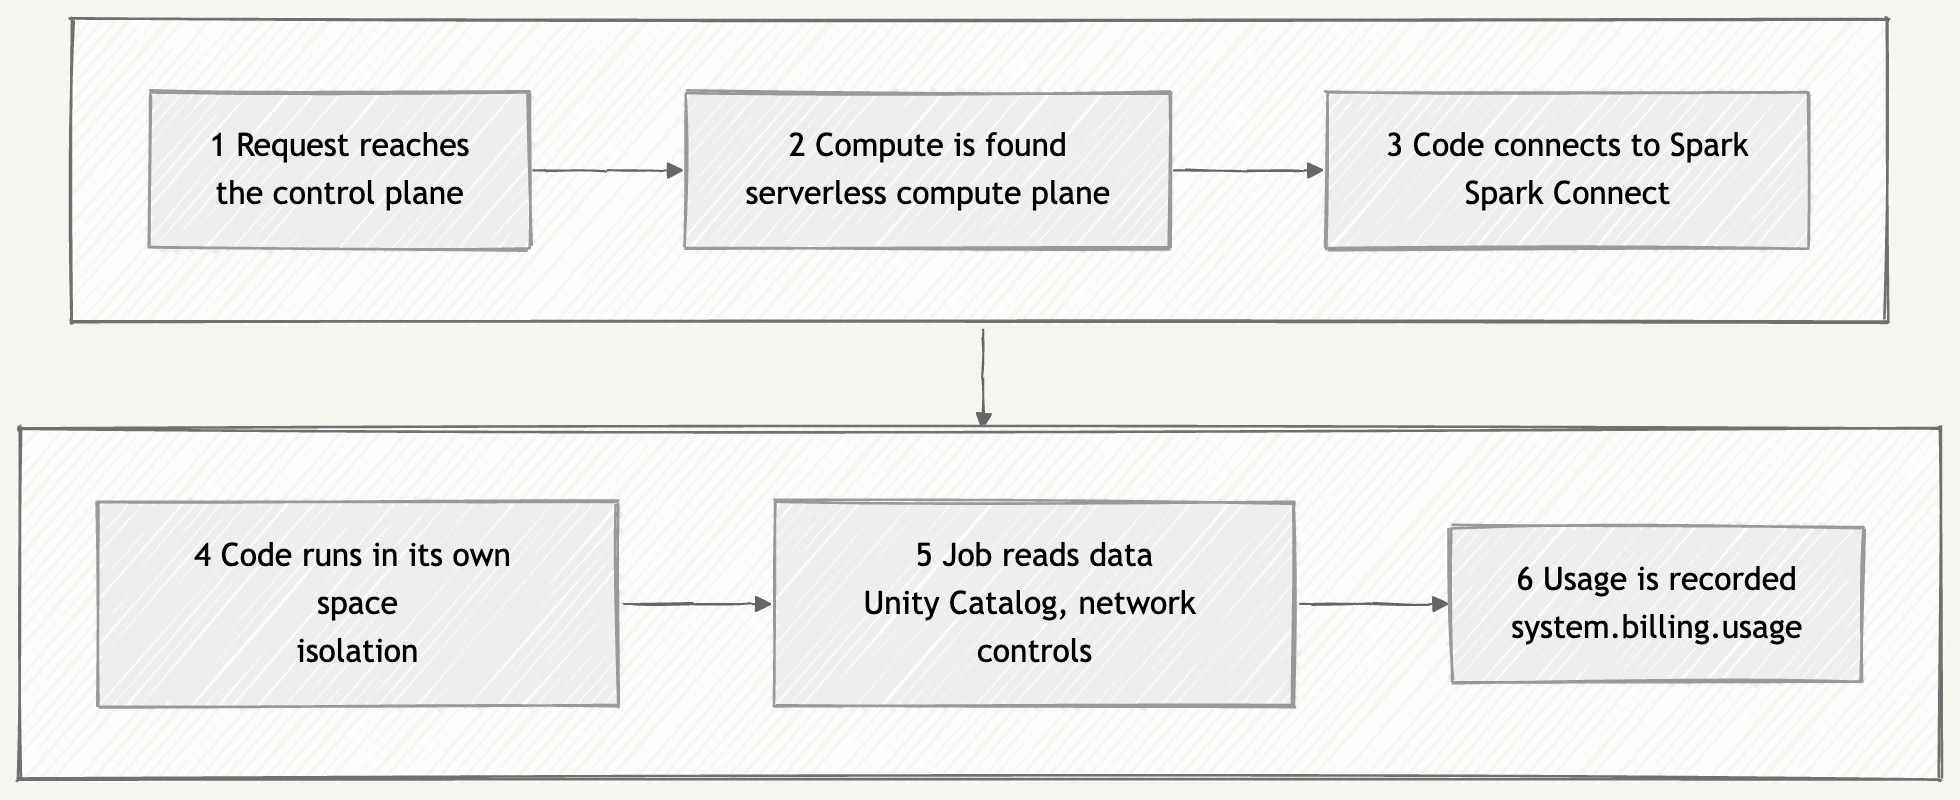 1 Request reaches
the control plane
2 Compute is found
serverless compute plane
3 Code connects to Spark
Spark Connect
4 Code runs in its own
space
isolation
5 Job reads data
Unity Catalog, network
controls
6 Usage is recorded
system.billing.usage